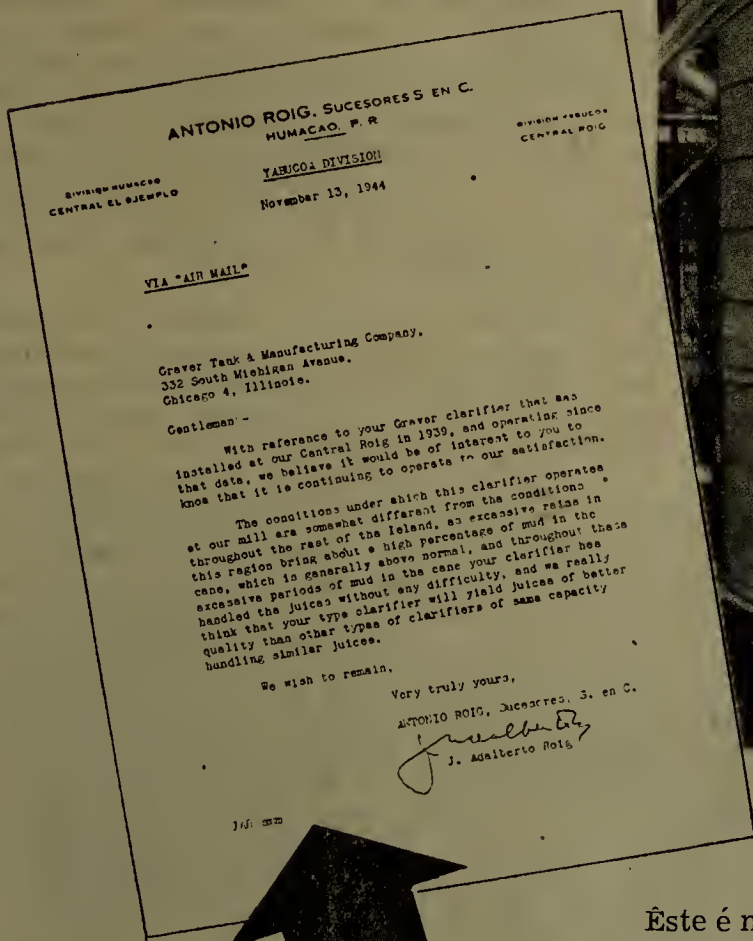 ANTONIO ROIG, SUCESORES S EN C.
HUMACAO, P. R
DIVISION HUMACAO
CENTRAL EL EJEMPLO
DIVISION YABUCOA
CENTRAL ROIG
YABUCOA DIVISION
November 13, 1944
VIA "AIR MAIL"
Graver Tank & Manufacturing Company,
332 South Michigan Avenue,
Chicago 4, Illinois.
Gentlemen:-
With reference to your Graver clarifier that was
installed at our Central Roig in 1939, and operating since
that date, we believe it would be of interest to you to
know that it is continuing to operate to our satisfaction.
The conditions under which this clarifier operates
at our mill are somewhat different from the conditions
throughout the rest of the Island, as excessive rains in
this region bring about a high percentage of mud in the
cane, which is generally above normal, and throughout these
excessive periods of mud in the cane your clarifier has
handled the juices without any difficulty, and we really
think that your type clarifier will yield juices of better
quality than other types of clarifiers of same capacity
handling similar juices.
We wish to remain,
Very truly yours,
ANTONIO ROIG, Sucesores, S. en C.
J. Adalberto Roig
Êste é